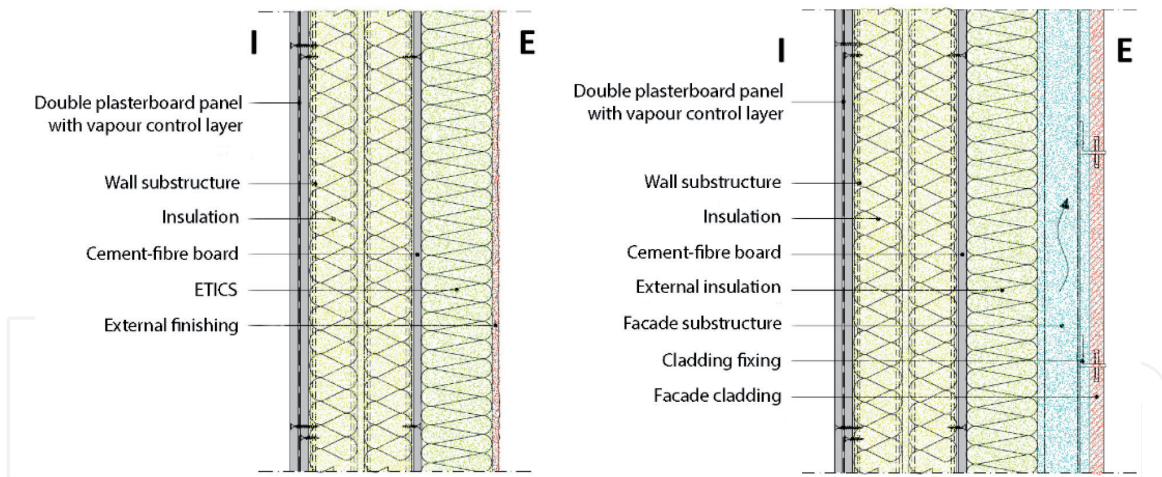 I
E
Double plasterboard panel
with vapour control layer
Wall substructure
Insulation
Cement-fibre board
ETICS
External finishing
I
E
Double plasterboard panel
with vapour control layer
Wall substructure
Insulation
Cement-fibre board
External insulation
Facade substructure
Cladding fixing
Facade cladding